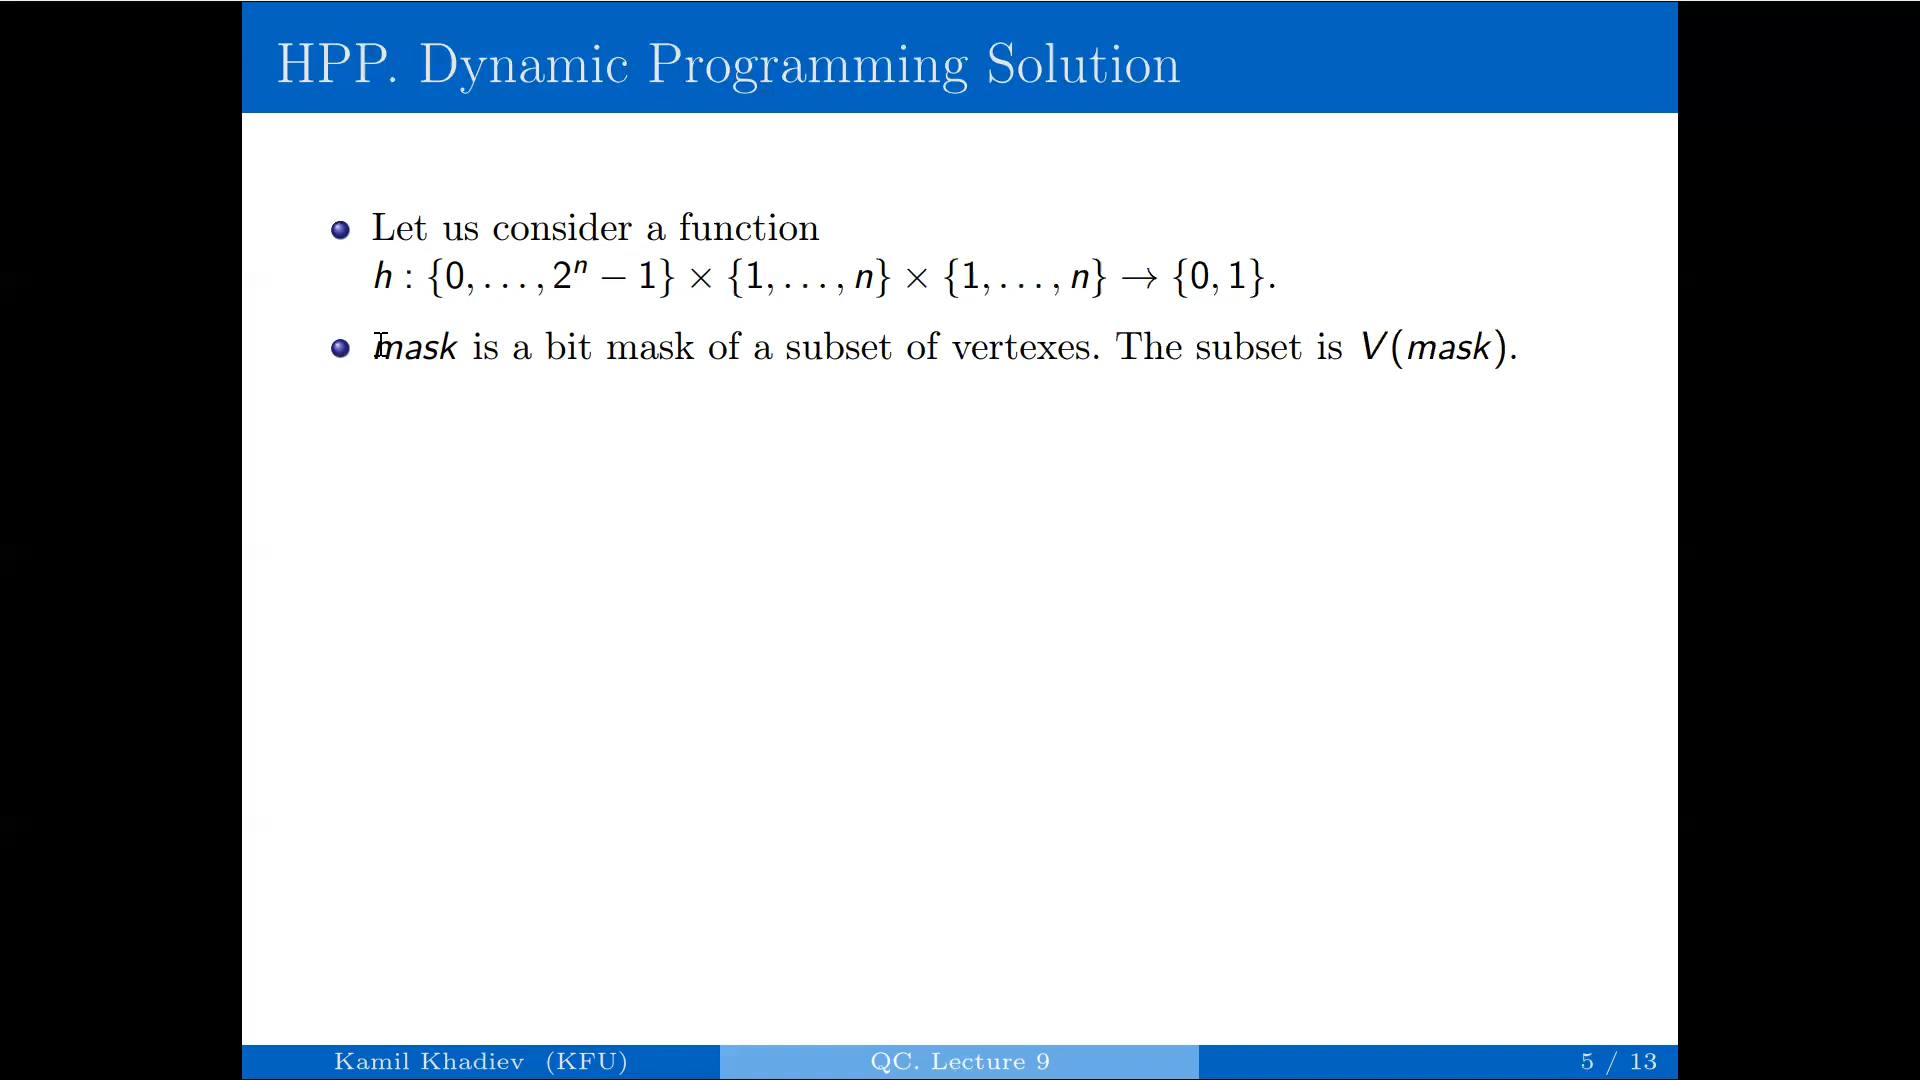 HPP. Dynamic Programming Solution
Let us consider a function
h : {0, . . . , 2ⁿ − 1} × {1, . . . , n} × {1, . . . , n} → {0, 1}.
mask is a bit mask of a subset of vertexes. The subset is V(mask).
Kamil Khadiev (KFU) QC. Lecture 9 5 / 13